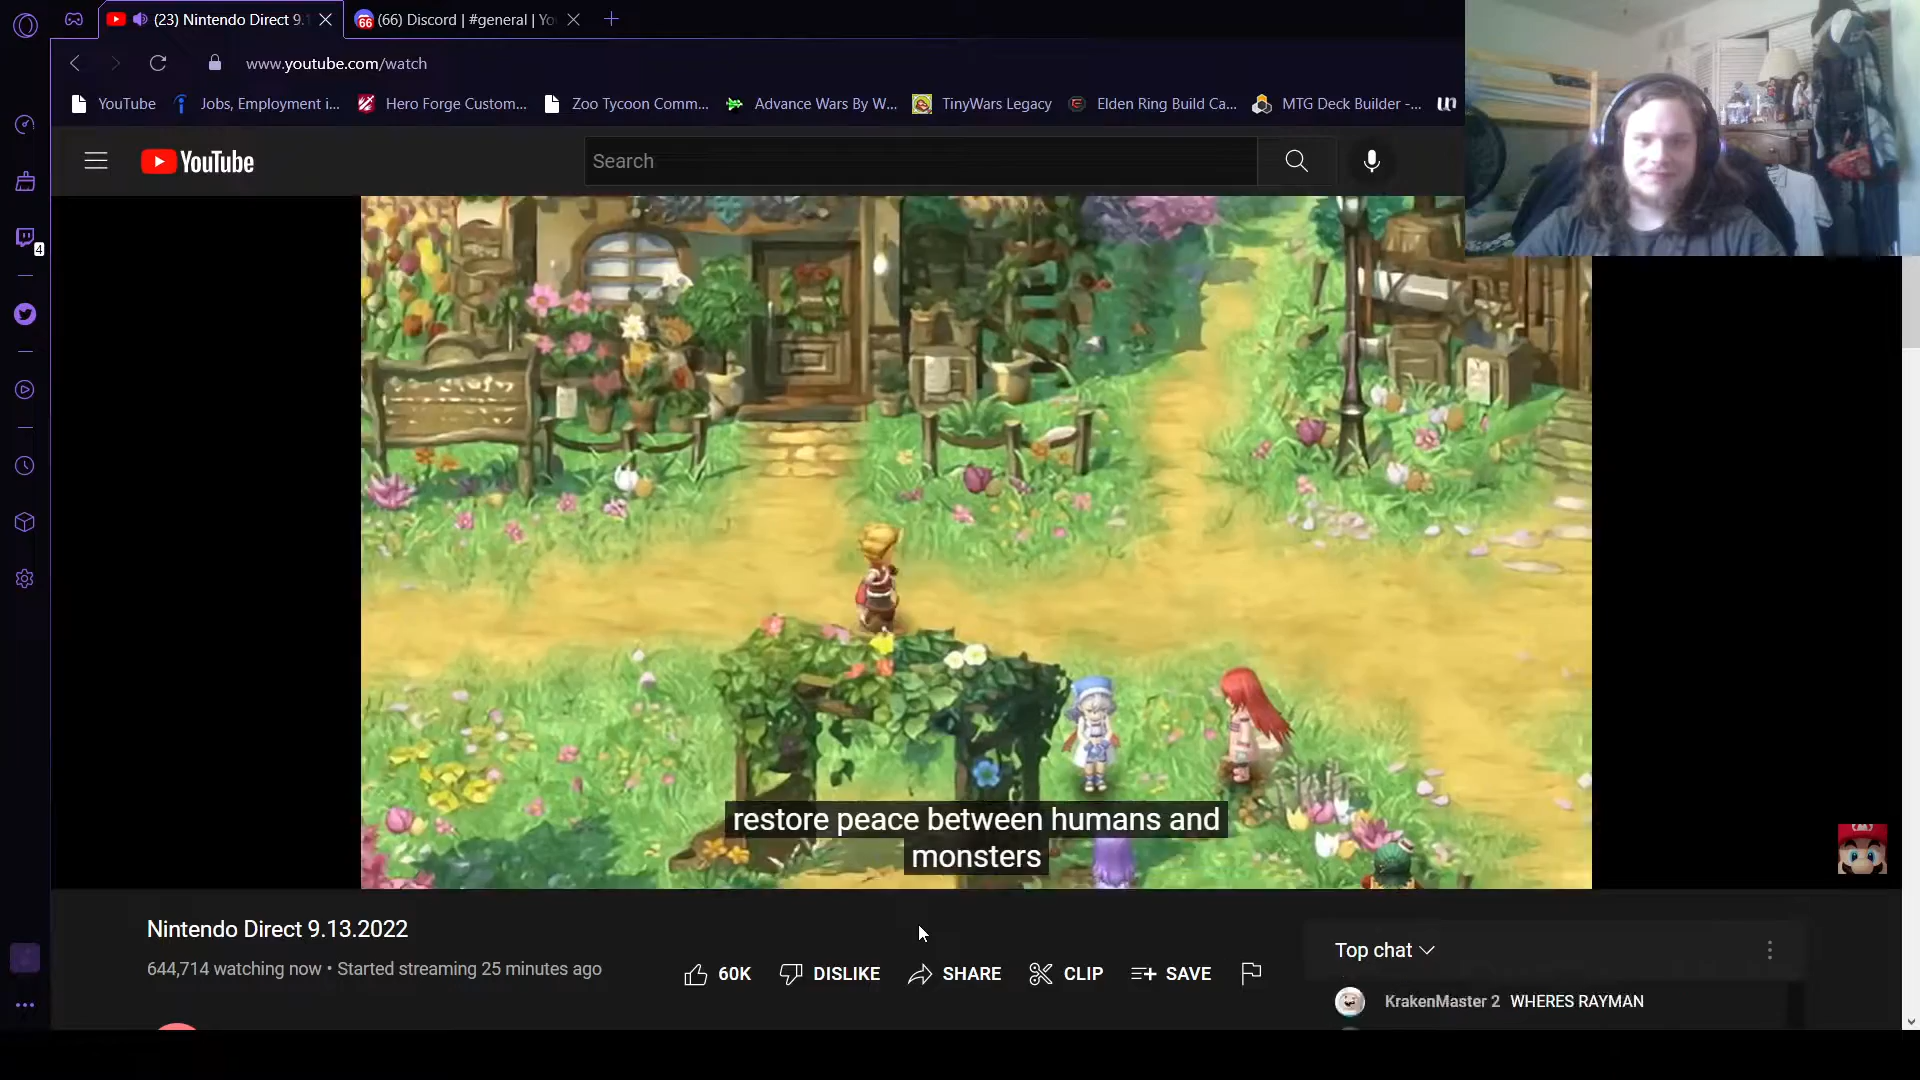 (23) Nintendo Direct 9.1
66 (66) Discord | #general | Yo
www.youtube.com/watch
YouTube
Jobs, Employment i...
Hero Forge Custom...
Zoo Tycoon Comm...
Advance Wars By W...
TinyWars Legacy
Elden Ring Build Ca...
MTG Deck Builder -...
YouTube
Search
4
restore peace between humans and
monsters
Nintendo Direct 9.13.2022
644,714 watching now • Started streaming 25 minutes ago
60K
DISLIKE
SHARE
CLIP
SAVE
Top chat
KrakenMaster 2 WHERES RAYMAN